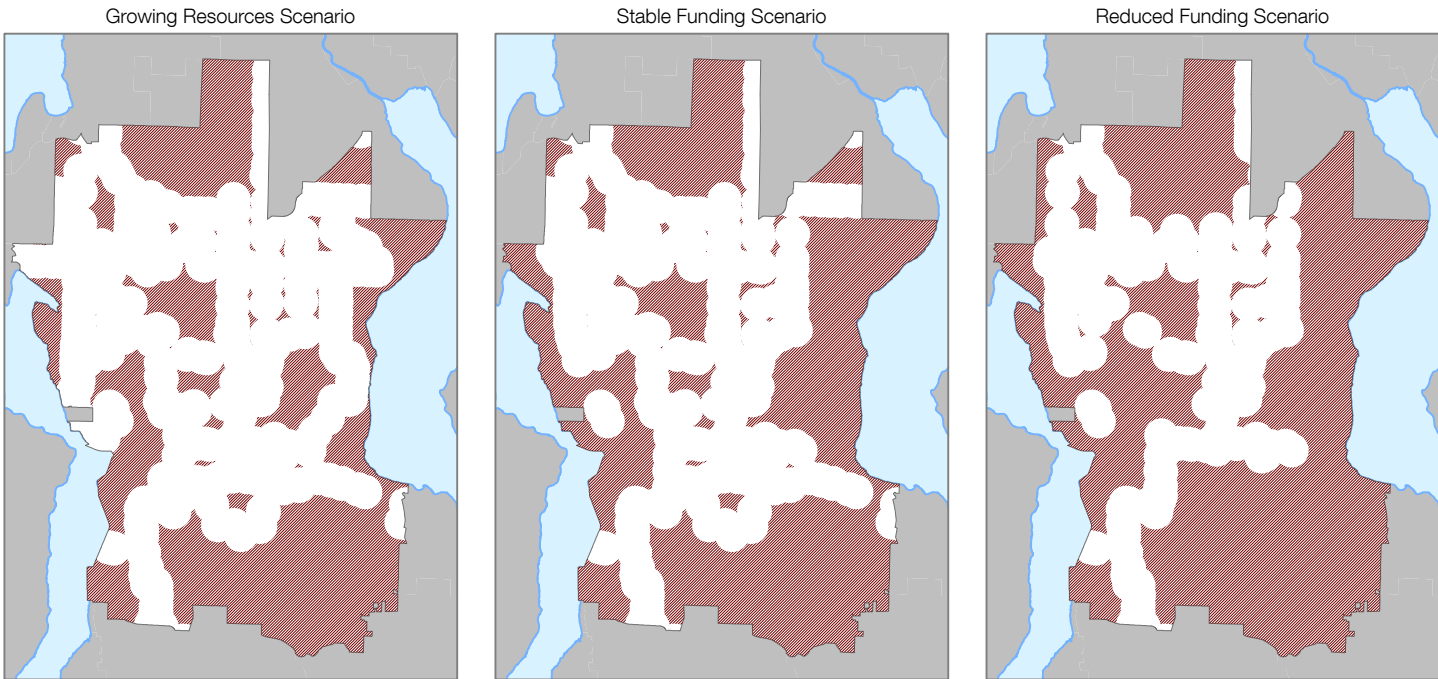 Growing Resources Scenario
Stable Funding Scenario
Reduced Funding Scenario